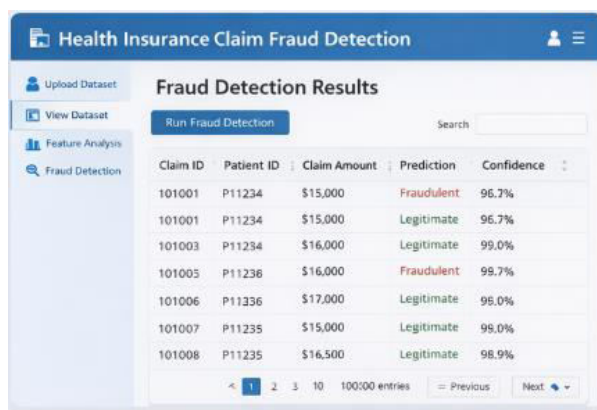 Health Insurance Claim Fraud Detection
Upload Dataset
View Dataset
Feature Analysis
Fraud Detection
Fraud Detection Results
Run Fraud Detection
Search
Claim ID Patient ID Claim Amount Prediction Confidence
101001 P11234 $15,000 Fraudulent 96.7%
101001 P11234 $15,000 Legitimate 96.7%
101003 P11234 $16,000 Legitimate 99.0%
101005 P11236 $16,000 Fraudulent 99.7%
101006 P11336 $17,000 Legitimate 96.0%
101007 P11235 $15,000 Legitimate 99.0%
101008 P11235 $16,500 Legitimate 98.9%
< 1 2 3 10 100:00 entries = Previous Next